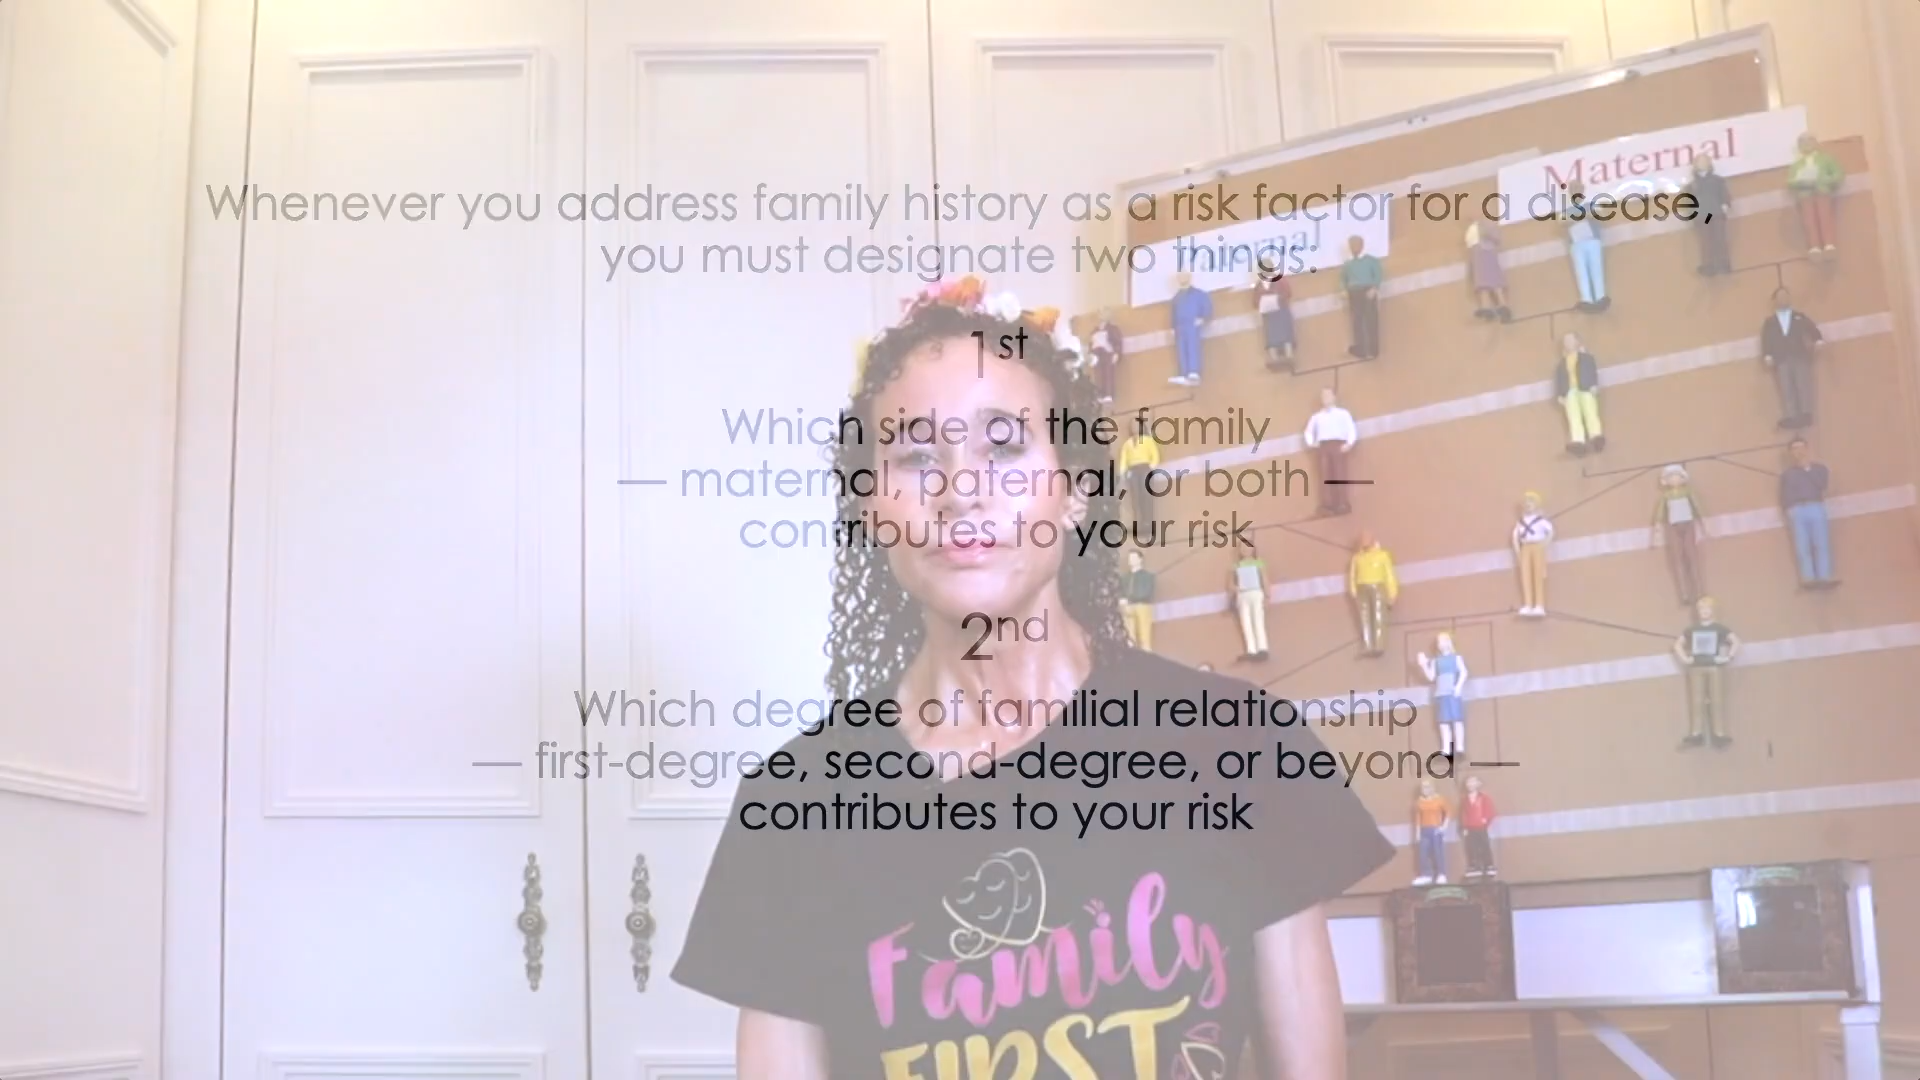 Whenever you address family history as a risk factor for a disease,
you must designate two things:
1st
Which side of the family
— maternal, paternal, or both —
contributes to your risk
2nd
Which degree of familial relationship
— first-degree, second-degree, or beyond —
contributes to your risk
Maternal
Family
FIRST